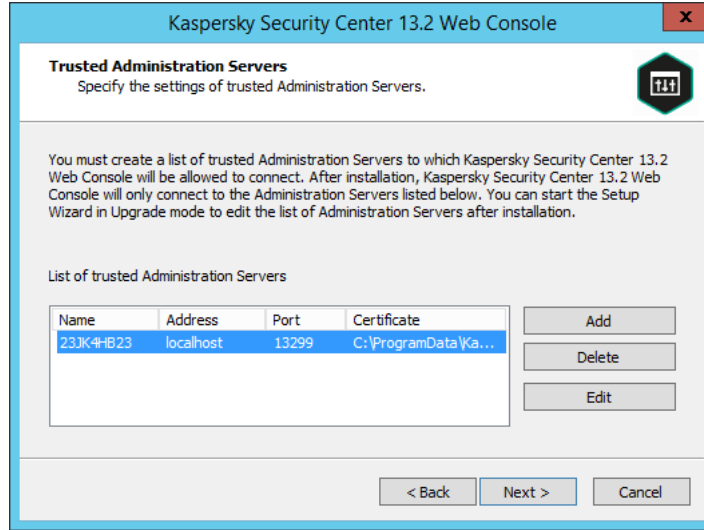 Kaspersky Security Center 13.2 Web Console
x
Trusted Administration Servers
Specify the settings of trusted Administration Servers.
You must create a list of trusted Administration Servers to which Kaspersky Security Center 13.2
Web Console will be allowed to connect. After installation, Kaspersky Security Center 13.2 Web
Console will only connect to the Administration Servers listed below. You can start the Setup
Wizard in Upgrade mode to edit the list of Administration Servers after installation.
List of trusted Administration Servers
Name Address Port Certificate
23JK4HB23 localhost 13299 C:\ProgramData\Ka...
Add
Delete
Edit
< Back Next > Cancel